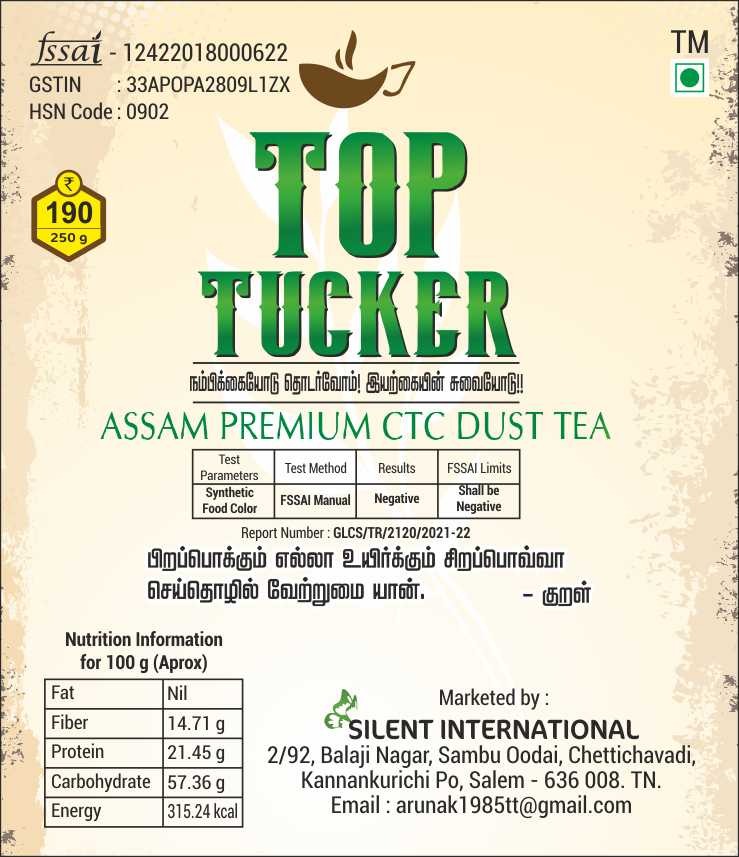 fssai - 12422018000622
GSTIN : 33APOPA2809L1ZX
HSN Code : 0902
TM
₹
190
250 g
TOP
TUCKER
நம்பிக்கையோடு தொடர்வோம்! இயற்கையின் சுவையோடு!!
ASSAM PREMIUM CTC DUST TEA
Test Parameters | Test Method | Results | FSSAI Limits
Synthetic Food Color | FSSAI Manual | Negative | Shall be Negative
Report Number : GLCS/TR/2120/2021-22
பிறப்பொக்கும் எல்லா உயிர்க்கும் சிறப்பொவ்வா
செய்தொழில் வேற்றுமை யான். - குறள்
Nutrition Information
for 100 g (Aprox)
Fat Nil
Fiber 14.71 g
Protein 21.45 g
Carbohydrate 57.36 g
Energy 315.24 kcal
Marketed by :
SILENT INTERNATIONAL
2/92, Balaji Nagar, Sambu Oodai, Chettichavadi,
Kannankurichi Po, Salem - 636 008. TN.
Email : arunak1985tt@gmail.com